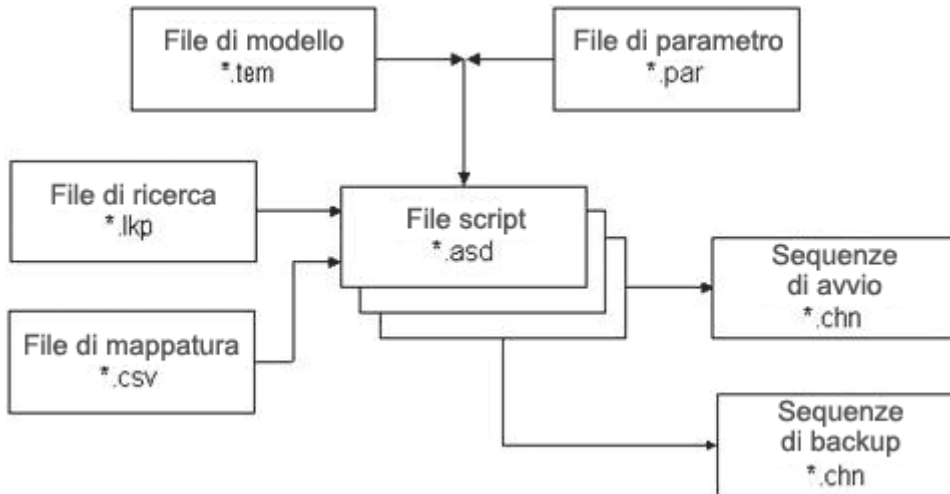 File di modello
*.tem
File di parametro
*.par
File di ricerca
*.lkp
File script
*.asd
File di mappatura
*.csv
Sequenze
di avvio
*.chn
Sequenze
di backup
*.chn